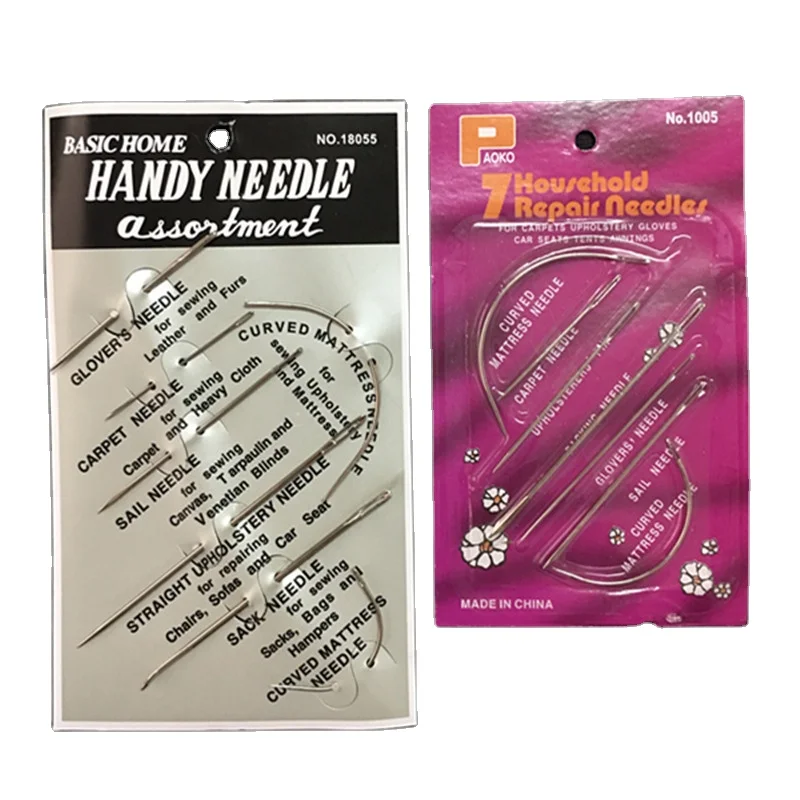 BASIC HOME
NO.18055
HANDY NEEDLE
assortment
GLOVER'S NEEDLE
for sewing
Leather and Furs
CURVED MATTRESS NEEDLE
for
sewing Upholstery
and Mattress
CARPET NEEDLE
for sewing
Carpet and Heavy Cloth
SAIL NEEDLE
for sewing
Canvas, Tarpaulin and
Venetian Blinds
STRAIGHT UPHOLSTERY NEEDLE
for repairing
Chairs, Sofas and Car Seat
SACK NEEDLE
for sewing
Sacks, Bags and
Hampers
CURVED MATTRESS
NEEDLE
PAOKO
No.1005
7 Household
Repair Needles
FOR CARPETS UPHOLSTERY GLOVES
CAR SEATS TENTS AWNINGS
CURVED
MATTRESS NEEDLE
CARPET NEEDLE
UPHOLSTERERS
NEEDLE
GLOVERS' NEEDLE
SAIL NEEDLE
CURVED
MATTRESS NEEDLE
MADE IN CHINA